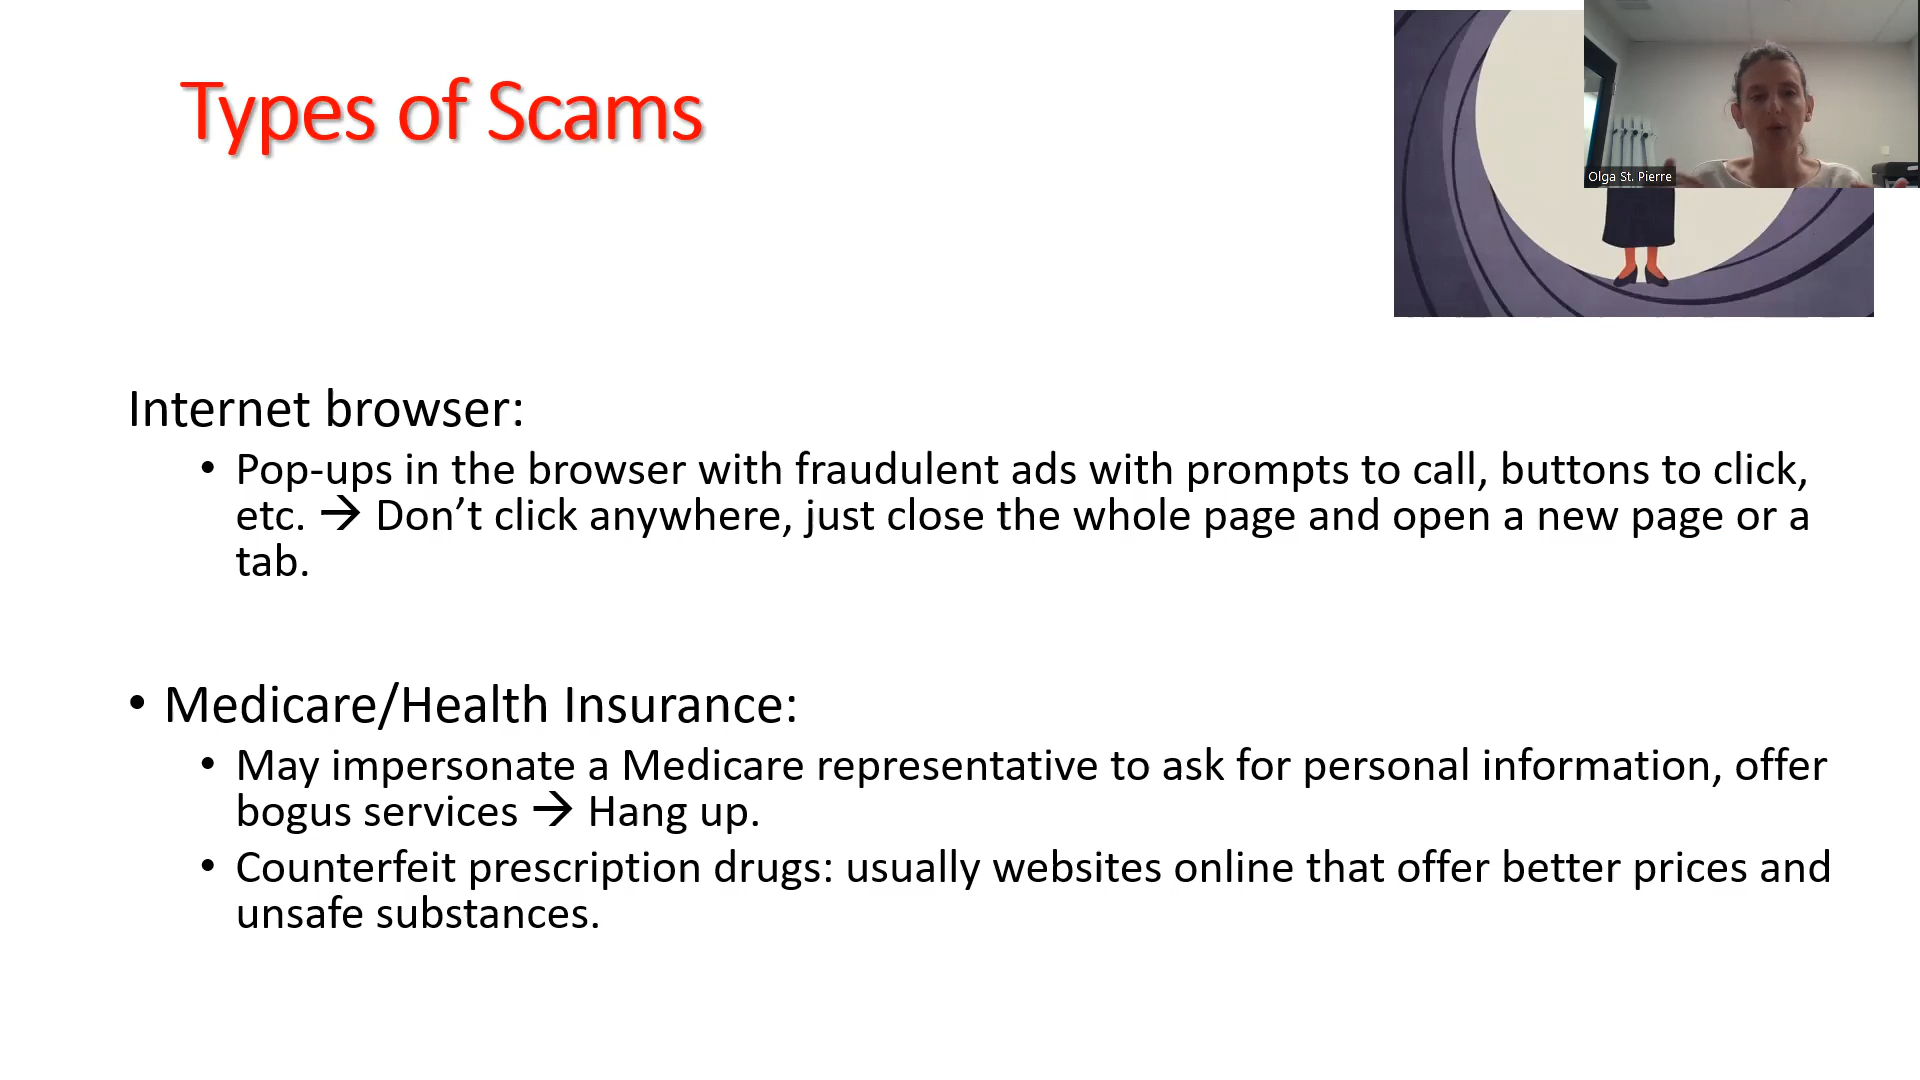 Types of Scams
Olga St. Pierre
Internet browser:
• Pop-ups in the browser with fraudulent ads with prompts to call, buttons to click,
etc. → Don’t click anywhere, just close the whole page and open a new page or a
tab.
• Medicare/Health Insurance:
• May impersonate a Medicare representative to ask for personal information, offer
bogus services → Hang up.
• Counterfeit prescription drugs: usually websites online that offer better prices and
unsafe substances.